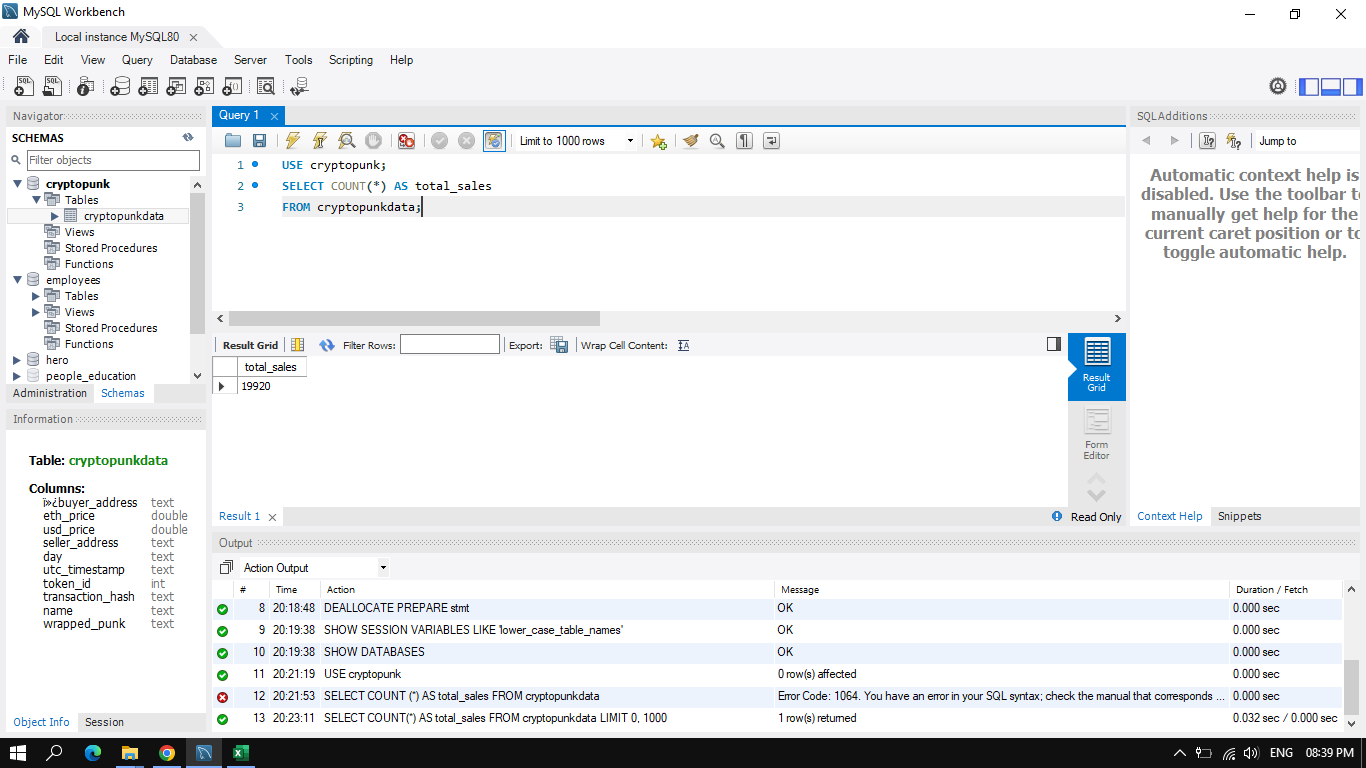 MySQL Workbench
Local instance MySQL80
File Edit View Query Database Server Tools Scripting Help
Navigator
SCHEMAS
Filter objects
cryptopunk
Tables
cryptopunkdata
Views
Stored Procedures
Functions
employees
Tables
Views
Stored Procedures
Functions
hero
people_education
Administration Schemas
Information
Table: cryptopunkdata
Columns:
ï»¿buyer_address text
eth_price double
usd_price double
seller_address text
day text
utc_timestamp text
token_id int
transaction_hash text
name text
wrapped_punk text
Object Info Session
Query 1
Limit to 1000 rows
1 USE cryptopunk;
2 SELECT COUNT(*) AS total_sales
3 FROM cryptopunkdata;
Result Grid Filter Rows: Export: Wrap Cell Content:
total_sales
19920
Result Grid
Form Editor
Result 1
Read Only
SQLAdditions
Jump to
Automatic context help is
disabled. Use the toolbar to
manually get help for the
current caret position or to
toggle automatic help.
Context Help Snippets
Output
Action Output
# Time Action Message Duration / Fetch
8 20:18:48 DEALLOCATE PREPARE stmt OK 0.000 sec
9 20:19:38 SHOW SESSION VARIABLES LIKE 'lower_case_table_names' OK 0.000 sec
10 20:19:38 SHOW DATABASES OK 0.000 sec
11 20:21:19 USE cryptopunk 0 row(s) affected 0.000 sec
12 20:21:53 SELECT COUNT (*) AS total_sales FROM cryptopunkdata Error Code: 1064. You have an error in your SQL syntax; check the manual that corresponds ... 0.000 sec
13 20:23:11 SELECT COUNT(*) AS total_sales FROM cryptopunkdata LIMIT 0, 1000 1 row(s) returned 0.032 sec / 0.000 sec
ENG 08:39 PM